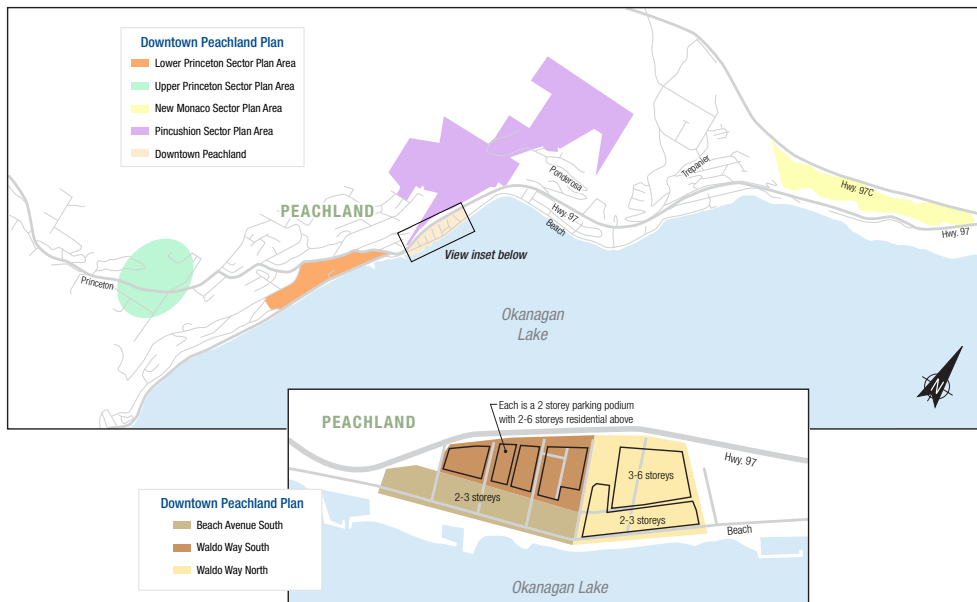 Downtown Peachland Plan
Lower Princeton Sector Plan Area
Upper Princeton Sector Plan Area
New Monaco Sector Plan Area
Pincushion Sector Plan Area
Downtown Peachland
PEACHLAND
Princeton
Ponderosa
Trepanier
Hwy. 97
Beach
Hwy. 97C
Hwy. 97
View inset below
Okanagan
Lake
N
PEACHLAND
Each is a 2 storey parking podium
with 2-6 storeys residential above
Hwy. 97
3-6 storeys
2-3 storeys
2-3 storeys
Beach
Okanagan Lake
Downtown Peachland Plan
Beach Avenue South
Waldo Way South
Waldo Way North